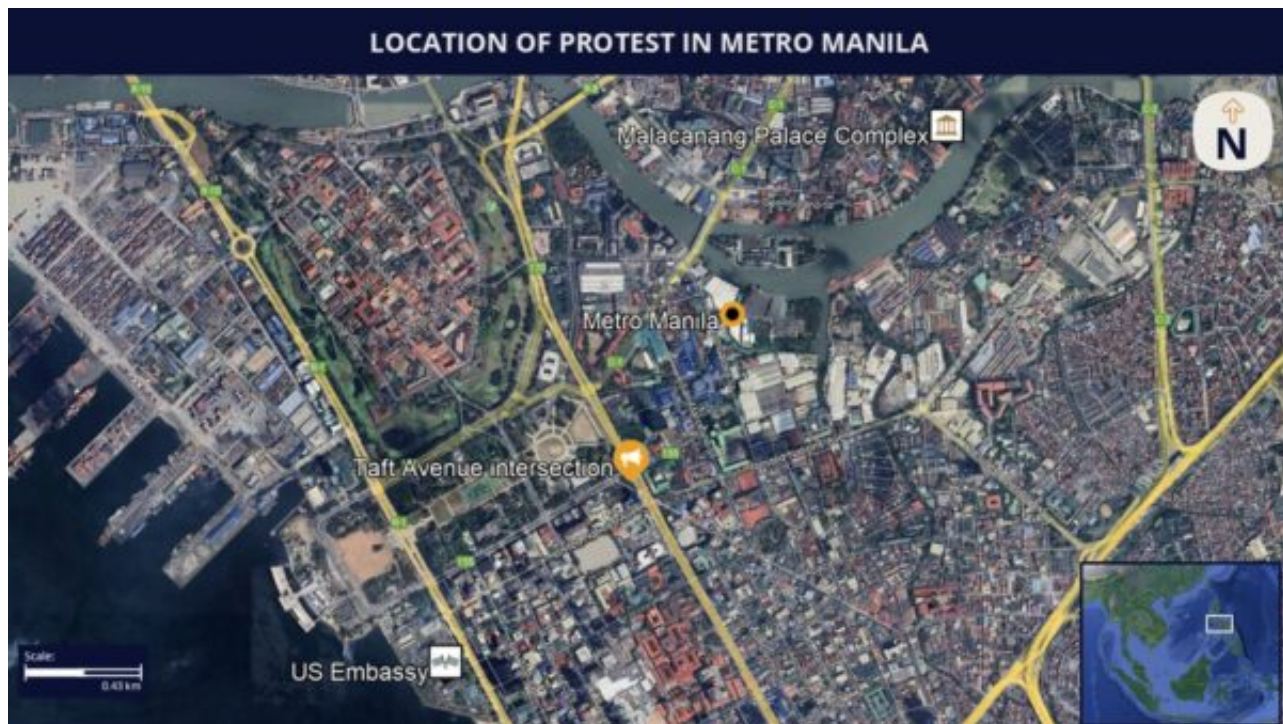 LOCATION OF PROTEST IN METRO MANILA
Malacanang Palace Complex
N
Metro Manila
Taft Avenue intersection
US Embassy
Scale:
0.43 km